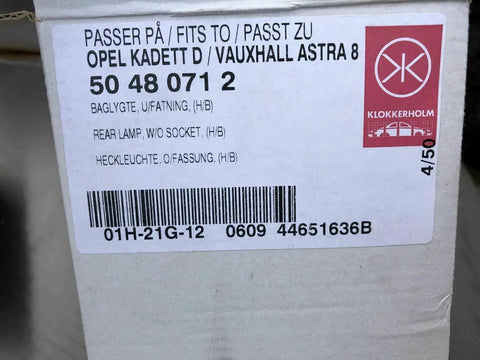 PASSER PÅ / FITS TO / PASST ZU
OPEL KADETT D / VAUXHALL ASTRA 8
50 48 071 2
BAGLYGTE, U/FATNING, (H/B)
REAR LAMP, W/O SOCKET, (H/B)
HECKLEUCHTE, O/FASSUNG, (H/B)
KLOKKERHOLM
4/50
01H-21G-12 0609 44651636B